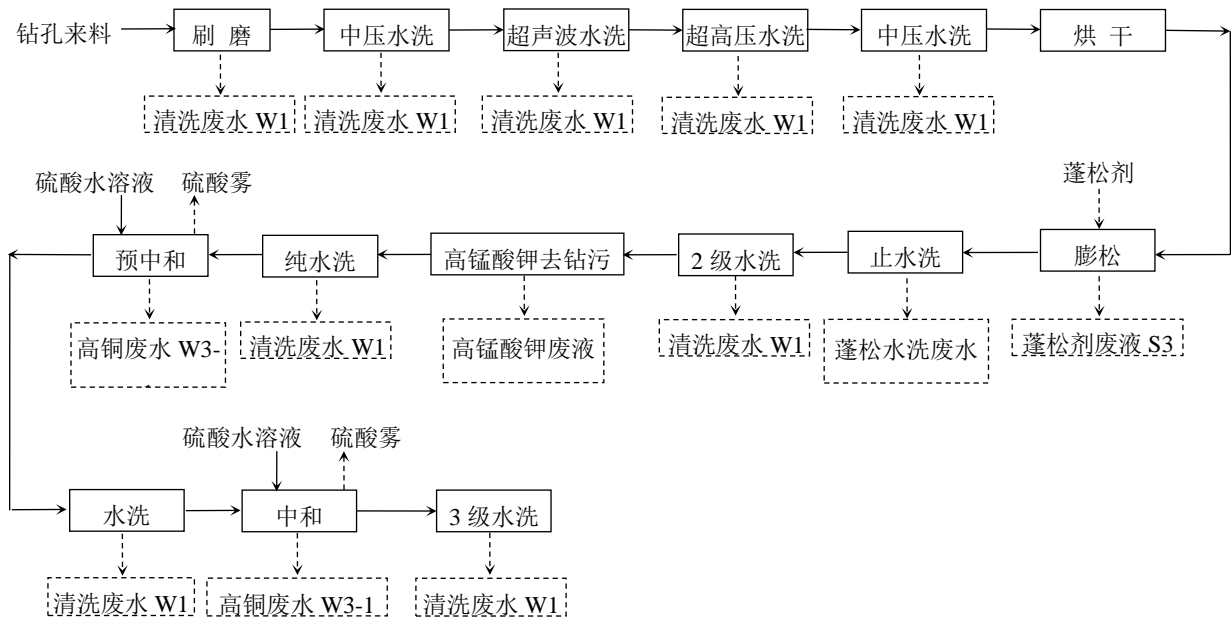 钻孔来料
刷 磨
中压水洗
超声波水洗
超高压水洗
中压水洗
烘 干
清洗废水 W1
清洗废水 W1
清洗废水 W1
清洗废水 W1
清洗废水 W1
硫酸水溶液
硫酸雾
蓬松剂
预中和
纯水洗
高锰酸钾去钻污
2 级水洗
止水洗
膨松
高铜废水 W3-
清洗废水 W1
高锰酸钾废液
清洗废水 W1
蓬松水洗废水
蓬松剂废液 S3
硫酸水溶液
硫酸雾
水洗
中和
3 级水洗
清洗废水 W1
高铜废水 W3-1
清洗废水 W1